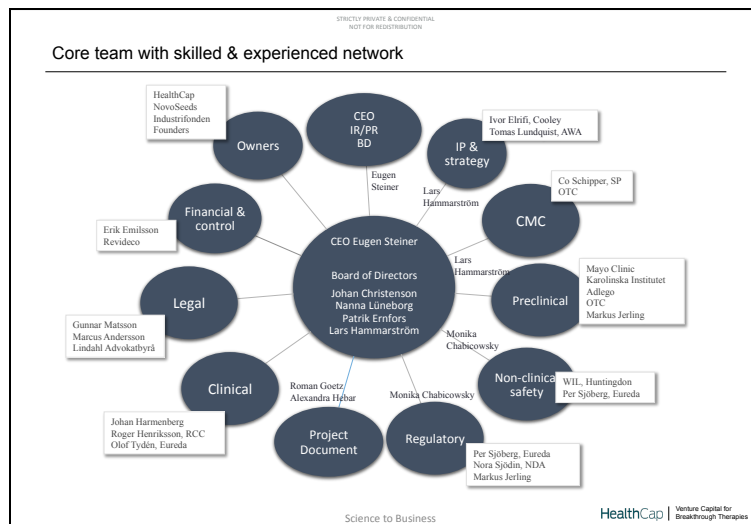 STRICTLY PRIVATE & CONFIDENTIAL
NOT FOR REDISTRIBUTION
Core team with skilled & experienced network
HealthCap
NovoSeeds
Industrifonden
Founders
Owners
CEO
IR/PR
BD
Eugen
Steiner
Ivor Elrifi, Cooley
Tomas Lundquist, AWA
IP &
strategy
Lars
Hammarström
Co Schipper, SP
OTC
CMC
Lars
Hammarström
Erik Emilsson
Revideco
Financial &
control
CEO Eugen Steiner
Board of Directors
Johan Christenson
Nanna Lüneborg
Patrik Ernfors
Lars Hammarström
Mayo Clinic
Karolinska Institutet
Adlego
OTC
Markus Jerling
Preclinical
Legal
Gunnar Matsson
Marcus Andersson
Lindahl Advokatbyrå
Monika
Chabicowsky
Non-clinical
safety
WIL, Huntingdon
Per Sjöberg, Eureda
Clinical
Johan Harmenberg
Roger Henriksson, RCC
Olof Tydén, Eureda
Roman Goetz
Alexandra Hebar
Project
Document
Monika Chabicowsky
Regulatory
Per Sjöberg, Eureda
Nora Sjödin, NDA
Markus Jerling
Science to Business
HealthCap
Venture Capital for
Breakthrough Therapies